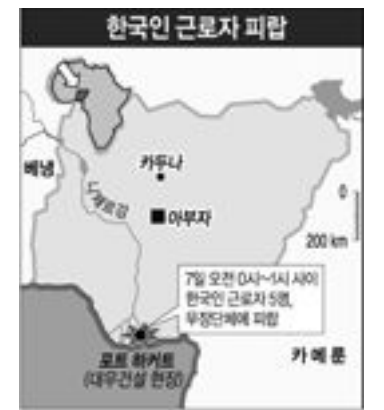 한국인 근로자 피랍
베냉
카두나
니제르강
아부자
0
200 km
7일 오전 0시~1시 사이
한국인 근로자 5명,
무장단체에 피랍
포트 하커트
(대우건설 현장)
카메룬